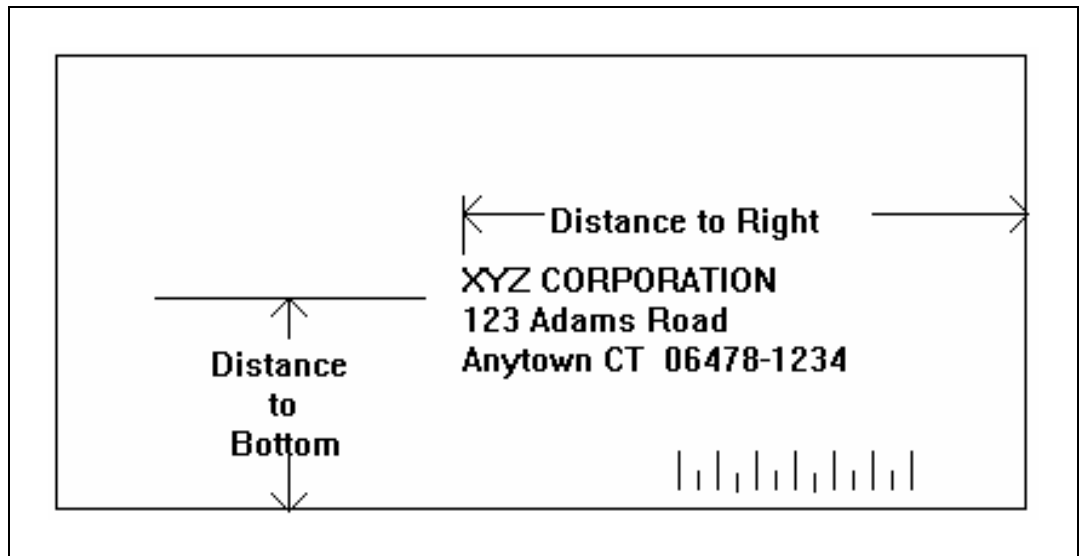 Distance to Right
XYZ CORPORATION
123 Adams Road
Anytown CT  06478-1234
Distance
to
Bottom